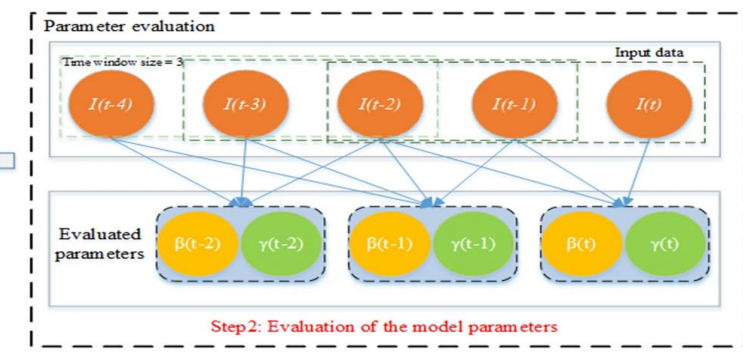 Parameter evaluation
Input data
Time window size = 3
I(t-4) I(t-3) I(t-2) I(t-1) I(t)
Evaluated
parameters
β(t-2) γ(t-2) β(t-1) γ(t-1) β(t) γ(t)
Step2: Evaluation of the model parameters